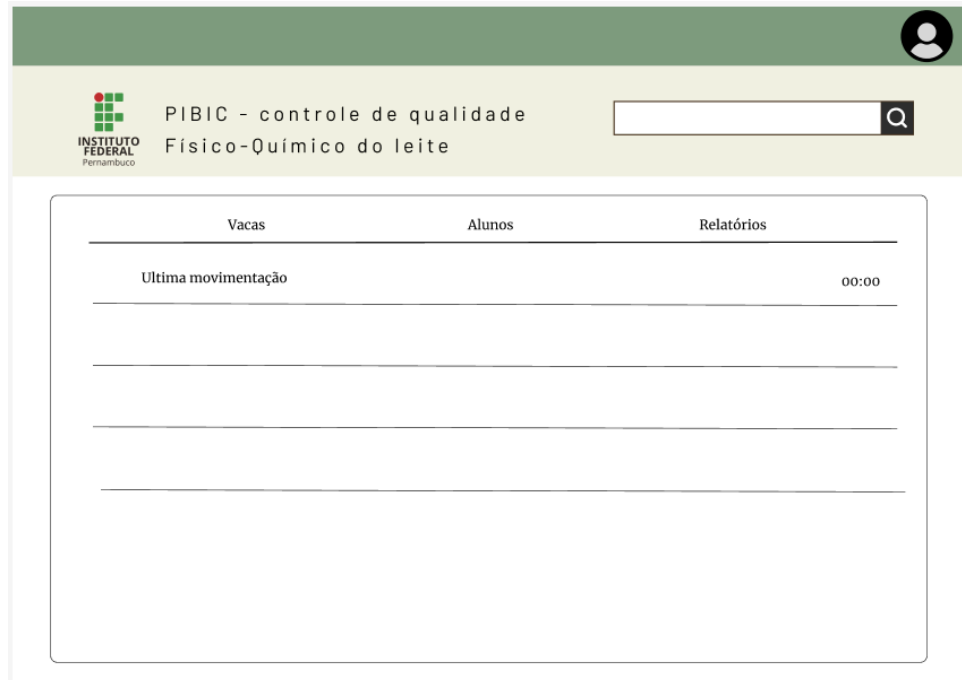 PIBIC - controle de qualidade
Físico-Químico do leite
INSTITUTO
FEDERAL
Pernambuco
Vacas Alunos Relatórios
Ultima movimentação 00:00